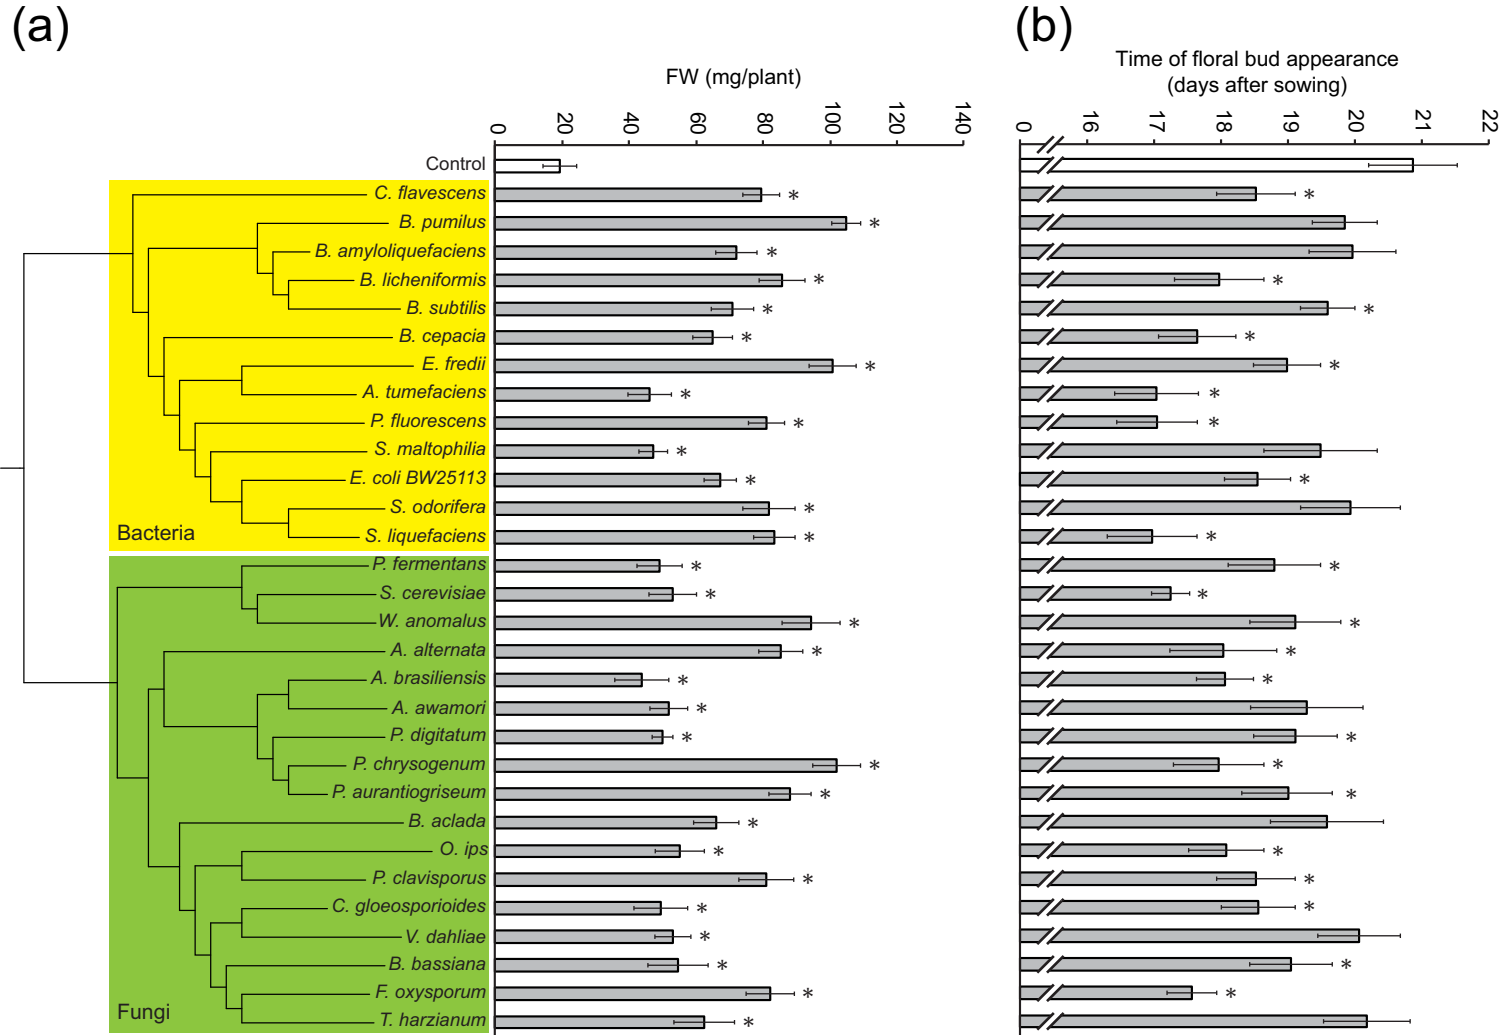 (a)
(b)
FW (mg/plant)
Time of floral bud appearance
(days after sowing)
0 20 40 60 80 100 120 140
0 16 17 18 19 20 21 22
Control
C. flavescens *
*
B. pumilus *
B. amyloliquefaciens *
B. licheniformis *
*
B. subtilis *
*
B. cepacia *
*
E. fredii *
*
A. tumefaciens *
*
P. fluorescens *
*
S. maltophilia *
E. coli BW25113 *
*
S. odorifera *
Bacteria
S. liquefaciens *
*
P. fermentans *
*
S. cerevisiae *
*
W. anomalus *
*
A. alternata *
*
A. brasiliensis *
*
A. awamori *
P. digitatum *
*
P. chrysogenum *
*
P. aurantiogriseum *
*
B. aclada *
O. ips *
*
P. clavisporus *
*
C. gloeosporioides *
*
V. dahliae *
B. bassiana *
*
F. oxysporum *
*
Fungi
T. harzianum *